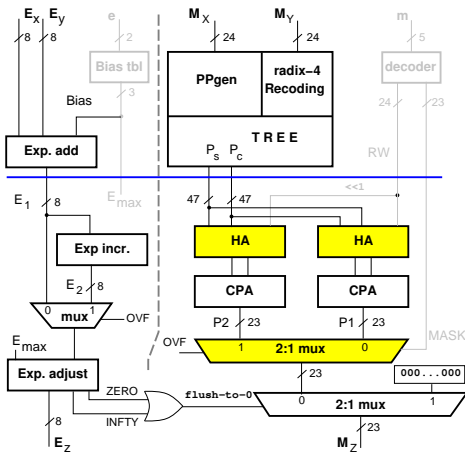 E_x E_y e M_X M_Y m
8 8 2 24 24 5
Bias tbl PPgen radix−4 Recoding decoder
3 24 23
Bias
TREE
Exp. add P_s P_c RW
E_max <<1
E_1 8 47 47
HA HA
Exp incr.
E_2 8 CPA CPA
0 1 P2 23 P1 23
mux OVF MASK
E_max OVF 1 2:1 mux 0
Exp. adjust 23 000...000
ZERO flush−to−0 0 1
INFTY 2:1 mux
8 23
E_Z M_Z